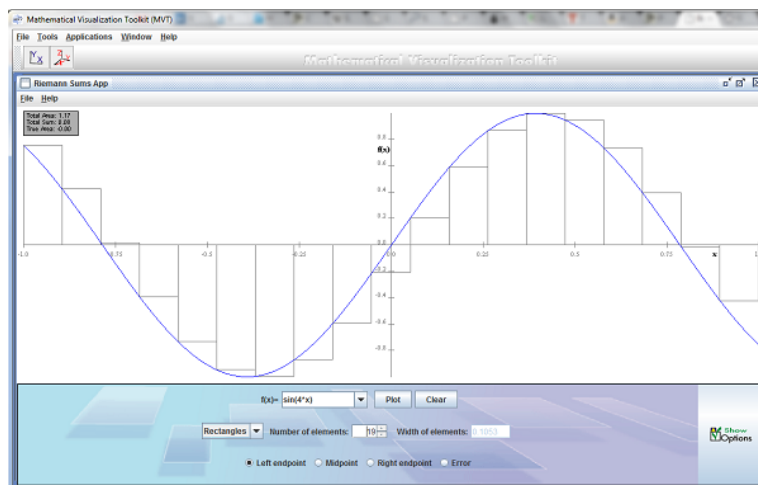 Mathematical Visualization Toolkit (MVT)
File Tools Applications Window Help
Mathematical Visualization Toolkit
Riemann Sums App
File Help
Total Area: 1.17
Total Sum: 0.08
True Area: -0.00
f(x)
0.8
0.6
0.4
0.2
0.0
-1.0 -0.75 -0.5 -0.25 0.0 0.25 0.5 0.75 x
-0.2
-0.4
-0.6
-0.8
f(x)= sin(4*x) Plot Clear
Rectangles Number of elements: 19 Width of elements: 0.1053
Left endpoint Midpoint Right endpoint Error
Show Options